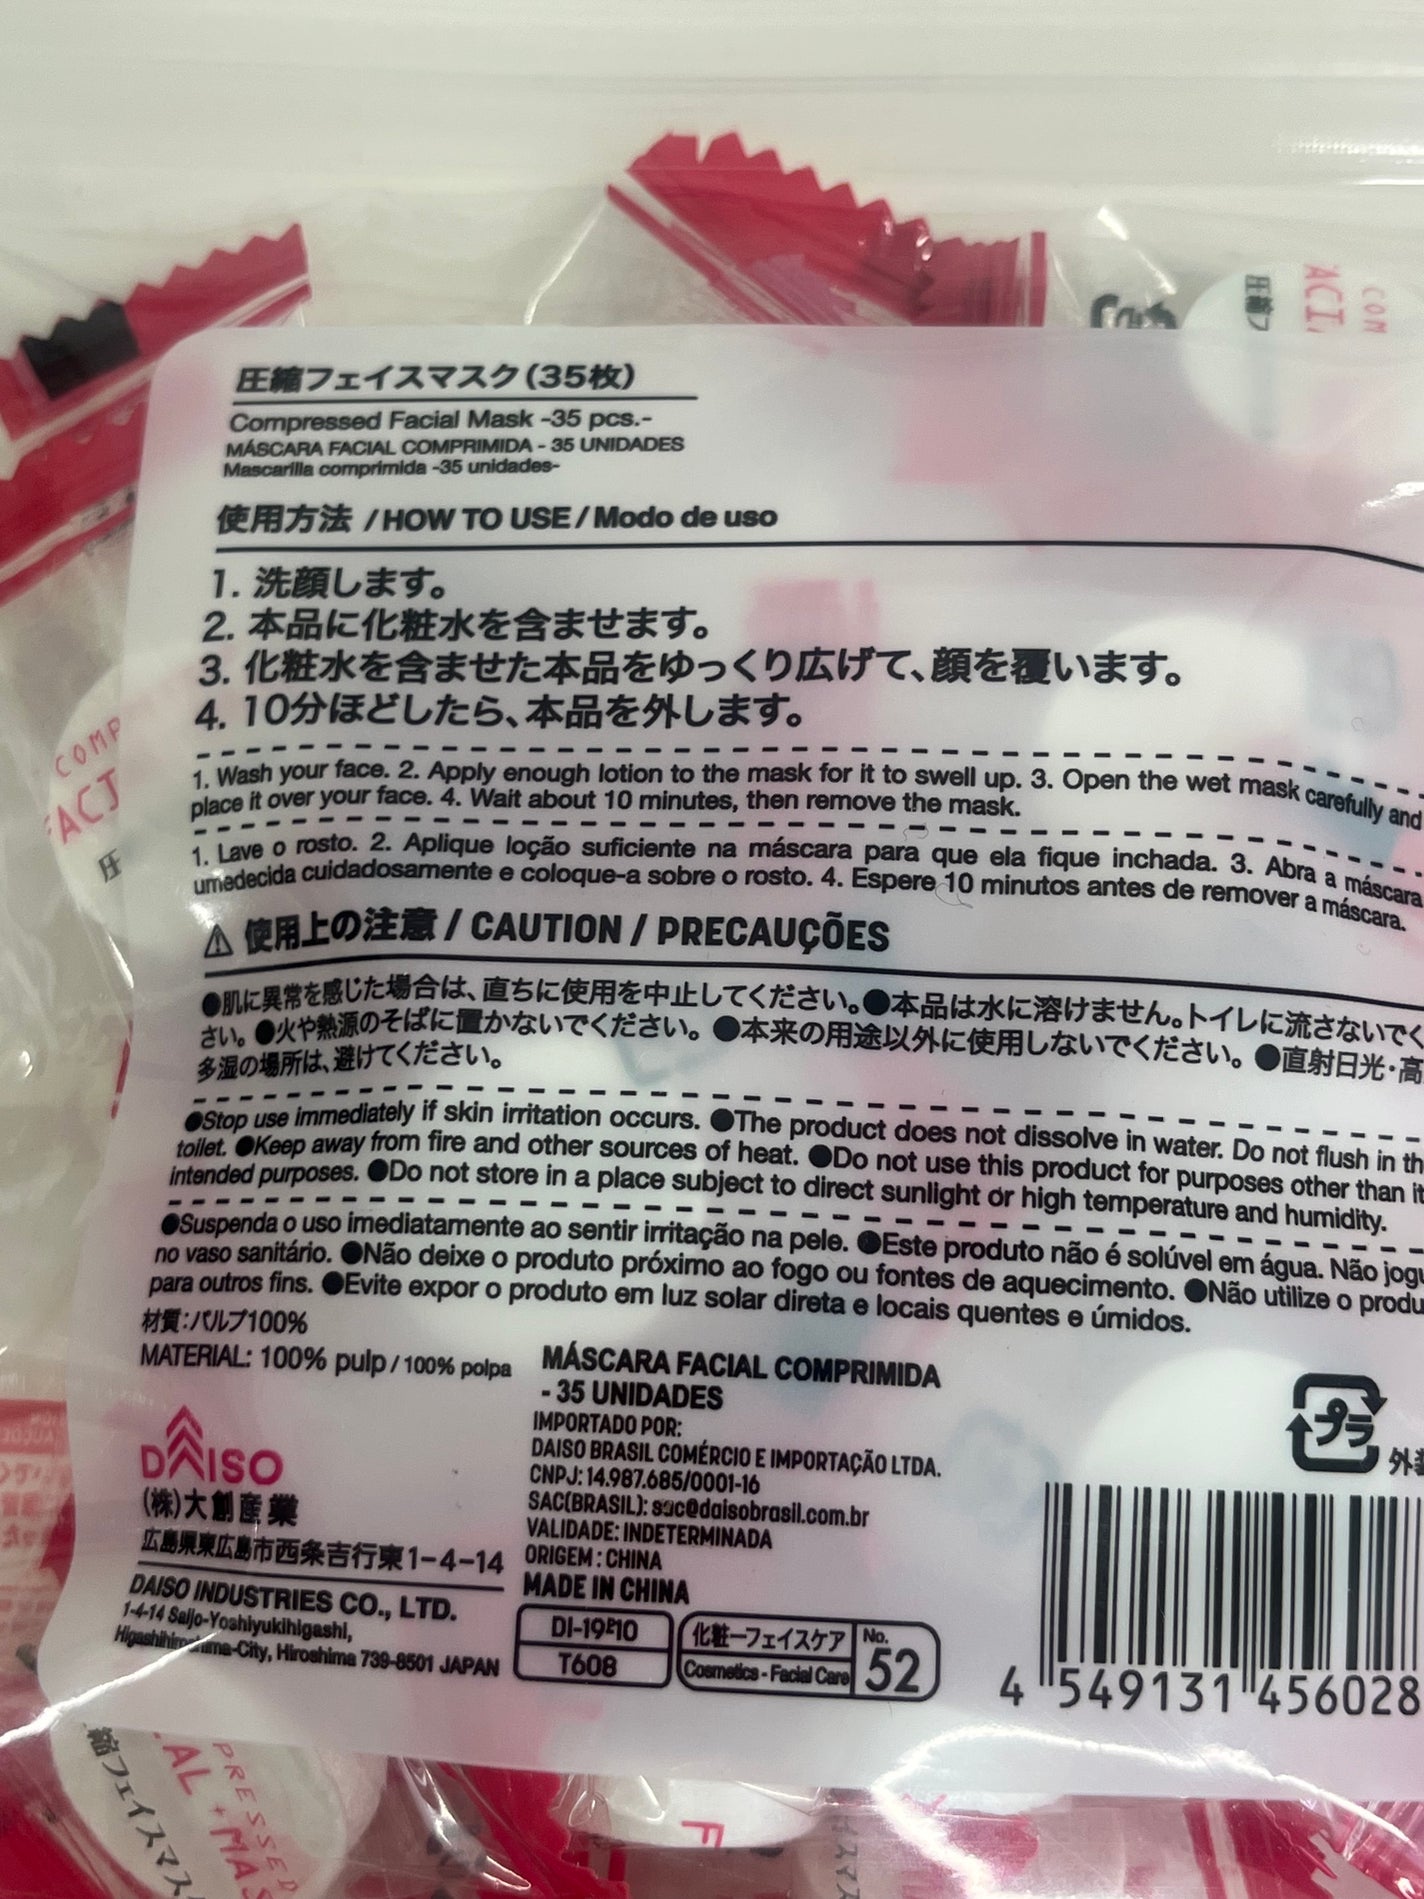 圧縮フェイスマスク(35枚)
Compressed Facial Mask -35 pcs.-
MÁSCARA FACIAL COMPRIMIDA - 35 UNIDADES
Mascarilla comprimida -35 unidades-
使用方法 / HOW TO USE / Modo de uso
1. 洗顔します。
2. 本品に化粧水を含ませます。
3. 化粧水を含ませた本品をゆっくり広げて、顔を覆います。
4. 10分ほどしたら、本品を外します。
1. Wash your face. 2. Apply enough lotion to the mask for it to swell up. 3. Open the wet mask carefully and
place it over your face. 4. Wait about 10 minutes, then remove the mask.
1. Lave o rosto. 2. Aplique loção suficiente na máscara para que ela fique inchada. 3. Abra a máscara
umedecida cuidadosamente e coloque-a sobre o rosto. 4. Espere 10 minutos antes de remover a máscara.
⚠ 使用上の注意 / CAUTION / PRECAUÇÕES
●肌に異常を感じた場合は、直ちに使用を中止してください。●本品は水に溶けません。トイレに流さないでく
さい。●火や熱源のそばに置かないでください。●本来の用途以外に使用しないでください。●直射日光・高
多湿の場所は、避けてください。
●Stop use immediately if skin irritation occurs. ●The product does not dissolve in water. Do not flush in th
toilet. ●Keep away from fire and other sources of heat. ●Do not use this product for purposes other than it
intended purposes. ●Do not store in a place subject to direct sunlight or high temperature and humidity.
●Suspenda o uso imediatamente ao sentir irritação na pele. ●Este produto não é solúvel em água. Não jogu
no vaso sanitário. ●Não deixe o produto próximo ao fogo ou fontes de aquecimento. ●Não utilize o produ
para outros fins. ●Evite expor o produto em luz solar direta e locais quentes e úmidos.
材質:パルプ100%
MATERIAL: 100% pulp / 100% polpa
MÁSCARA FACIAL COMPRIMIDA
- 35 UNIDADES
IMPORTADO POR:
DAISO BRASIL COMÉRCIO E IMPORTAÇÃO LTDA.
CNPJ: 14.987.685/0001-16
SAC(BRASIL): sac@daisobrasil.com.br
VALIDADE: INDETERMINADA
ORIGEM : CHINA
MADE IN CHINA
DAISO
(株)大創産業
広島県東広島市西条吉行東1-4-14
DAISO INDUSTRIES CO., LTD.
1-4-14 Saijo-Yoshiyukihigashi,
Higashihiroshima-City, Hiroshima 739-8501 JAPAN
DI-19P10
T608
化粧ーフェイスケア
Cosmetics - Facial Care
No.
52
プラ
外装
4 549131 456028
COMP
ACI
圧
圧縮フ
ACI
COM
縮フェイスマス
AL + MAS
PRESSED
F